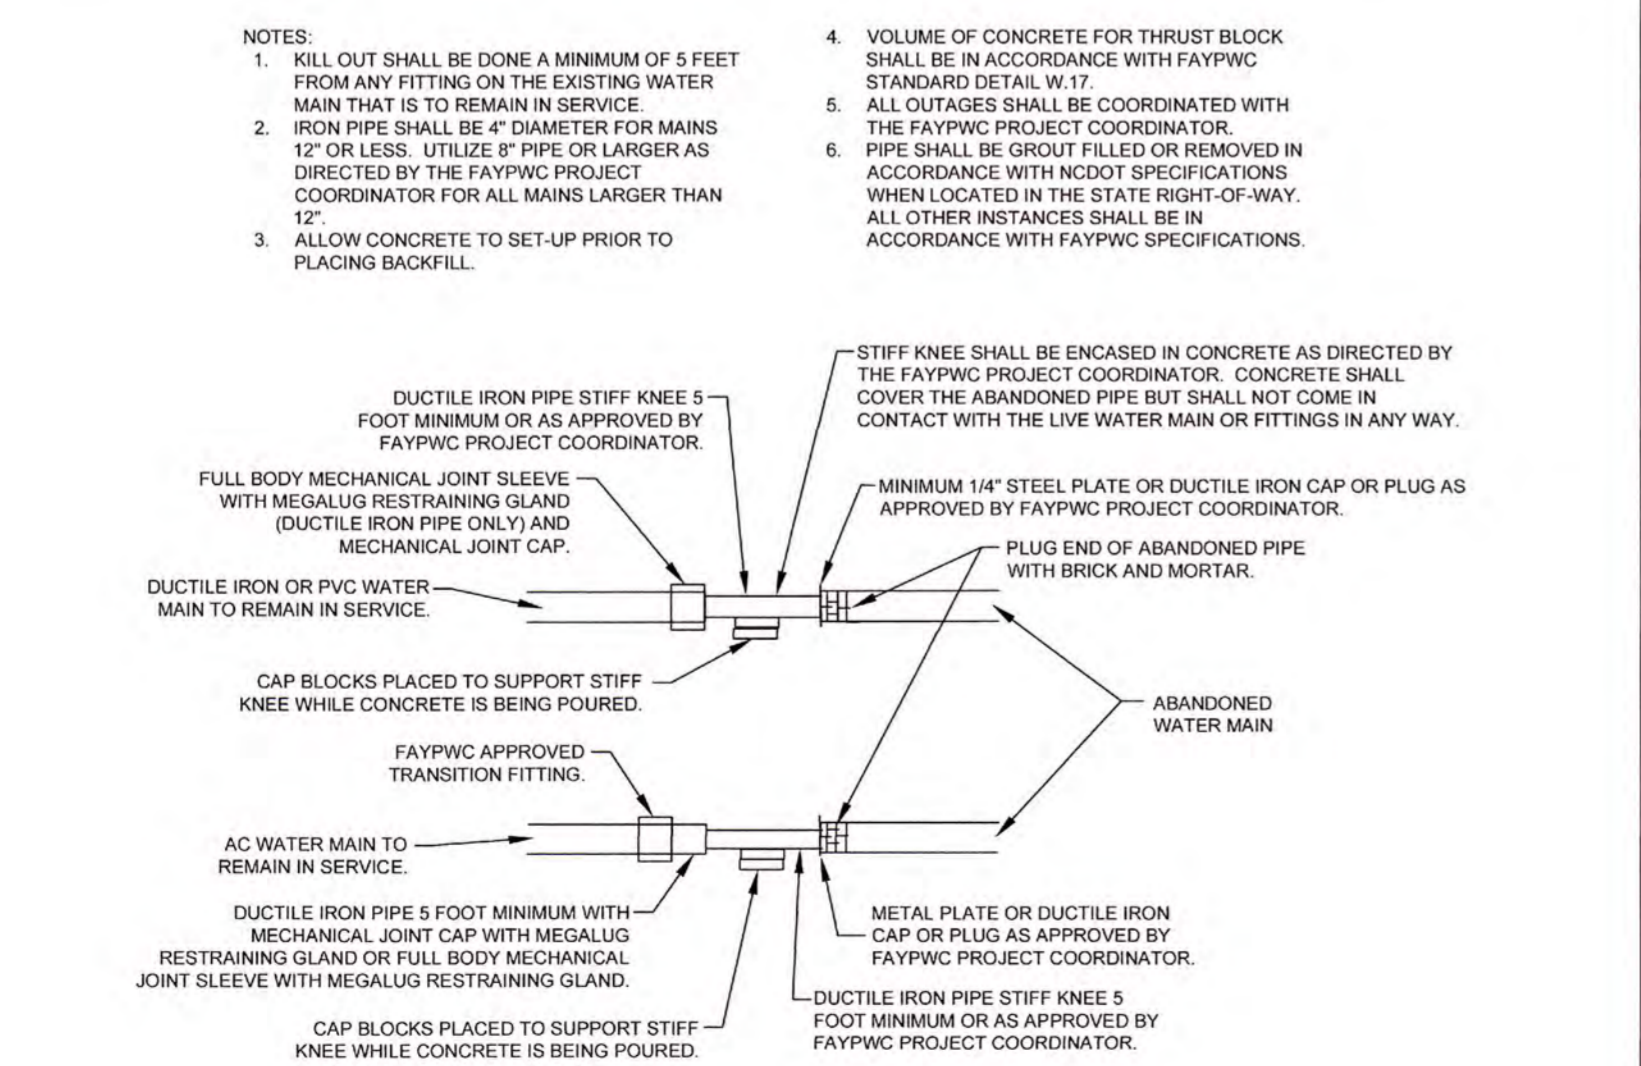 NOTES:
1. KILL OUT SHALL BE DONE A MINIMUM OF 5 FEET
FROM ANY FITTING ON THE EXISTING WATER
MAIN THAT IS TO REMAIN IN SERVICE.
2. IRON PIPE SHALL BE 4" DIAMETER FOR MAINS
12" OR LESS. UTILIZE 8" PIPE OR LARGER AS
DIRECTED BY THE FAYPWC PROJECT
COORDINATOR FOR ALL MAINS LARGER THAN
12".
3. ALLOW CONCRETE TO SET-UP PRIOR TO
PLACING BACKFILL.
4. VOLUME OF CONCRETE FOR THRUST BLOCK
SHALL BE IN ACCORDANCE WITH FAYPWC
STANDARD DETAIL W.17.
5. ALL OUTAGES SHALL BE COORDINATED WITH
THE FAYPWC PROJECT COORDINATOR.
6. PIPE SHALL BE GROUT FILLED OR REMOVED IN
ACCORDANCE WITH NCDOT SPECIFICATIONS
WHEN LOCATED IN THE STATE RIGHT-OF-WAY.
ALL OTHER INSTANCES SHALL BE IN
ACCORDANCE WITH FAYPWC SPECIFICATIONS.
STIFF KNEE SHALL BE ENCASED IN CONCRETE AS DIRECTED BY
THE FAYPWC PROJECT COORDINATOR. CONCRETE SHALL
COVER THE ABANDONED PIPE BUT SHALL NOT COME IN
CONTACT WITH THE LIVE WATER MAIN OR FITTINGS IN ANY WAY.
DUCTILE IRON PIPE STIFF KNEE 5
FOOT MINIMUM OR AS APPROVED BY
FAYPWC PROJECT COORDINATOR.
FULL BODY MECHANICAL JOINT SLEEVE
WITH MEGALUG RESTRAINING GLAND
(DUCTILE IRON PIPE ONLY) AND
MECHANICAL JOINT CAP.
MINIMUM 1/4" STEEL PLATE OR DUCTILE IRON CAP OR PLUG AS
APPROVED BY FAYPWC PROJECT COORDINATOR.
PLUG END OF ABANDONED PIPE
WITH BRICK AND MORTAR.
DUCTILE IRON OR PVC WATER
MAIN TO REMAIN IN SERVICE.
CAP BLOCKS PLACED TO SUPPORT STIFF
KNEE WHILE CONCRETE IS BEING POURED.
ABANDONED
WATER MAIN
FAYPWC APPROVED
TRANSITION FITTING.
AC WATER MAIN TO
REMAIN IN SERVICE.
DUCTILE IRON PIPE 5 FOOT MINIMUM WITH
MECHANICAL JOINT CAP WITH MEGALUG
RESTRAINING GLAND OR FULL BODY MECHANICAL
JOINT SLEEVE WITH MEGALUG RESTRAINING GLAND.
METAL PLATE OR DUCTILE IRON
CAP OR PLUG AS APPROVED BY
FAYPWC PROJECT COORDINATOR.
DUCTILE IRON PIPE STIFF KNEE 5
FOOT MINIMUM OR AS APPROVED BY
FAYPWC PROJECT COORDINATOR.
CAP BLOCKS PLACED TO SUPPORT STIFF
KNEE WHILE CONCRETE IS BEING POURED.